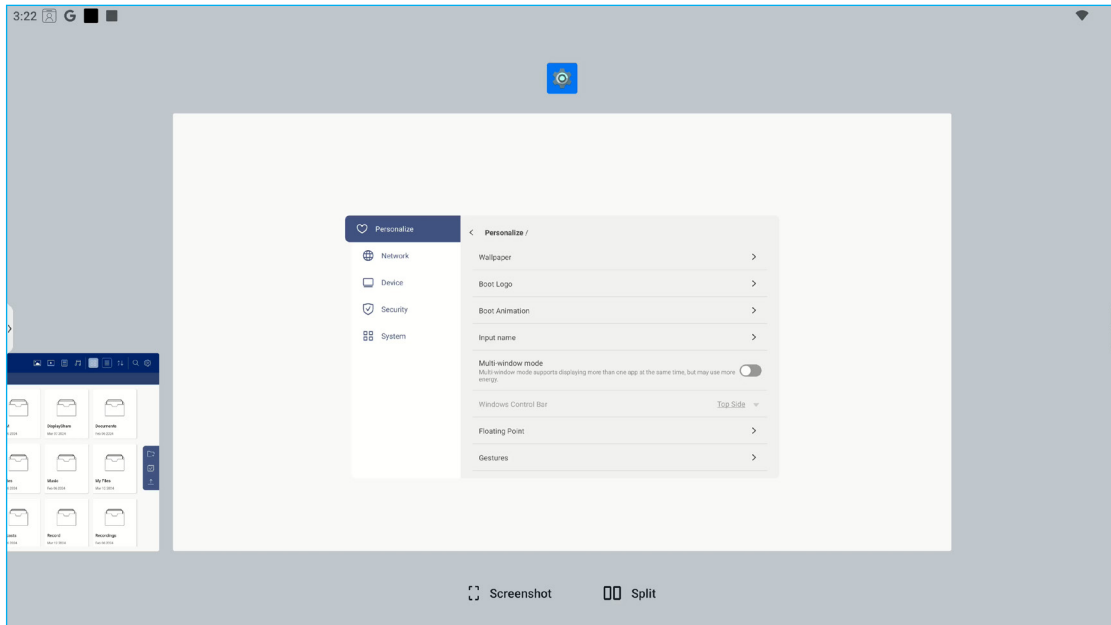 3:22 G
Personalize
Network
Device
Security
System
Personalize /
Wallpaper
Boot Logo
Boot Animation
Input name
Multi-window mode
Multi-window mode supports displaying more than one app at the same time, but may use more
energy.
Windows Control Bar Top Side
Floating Point
Gestures
DisplayShare Documents
Music My Files
Record Recordings
Screenshot Split